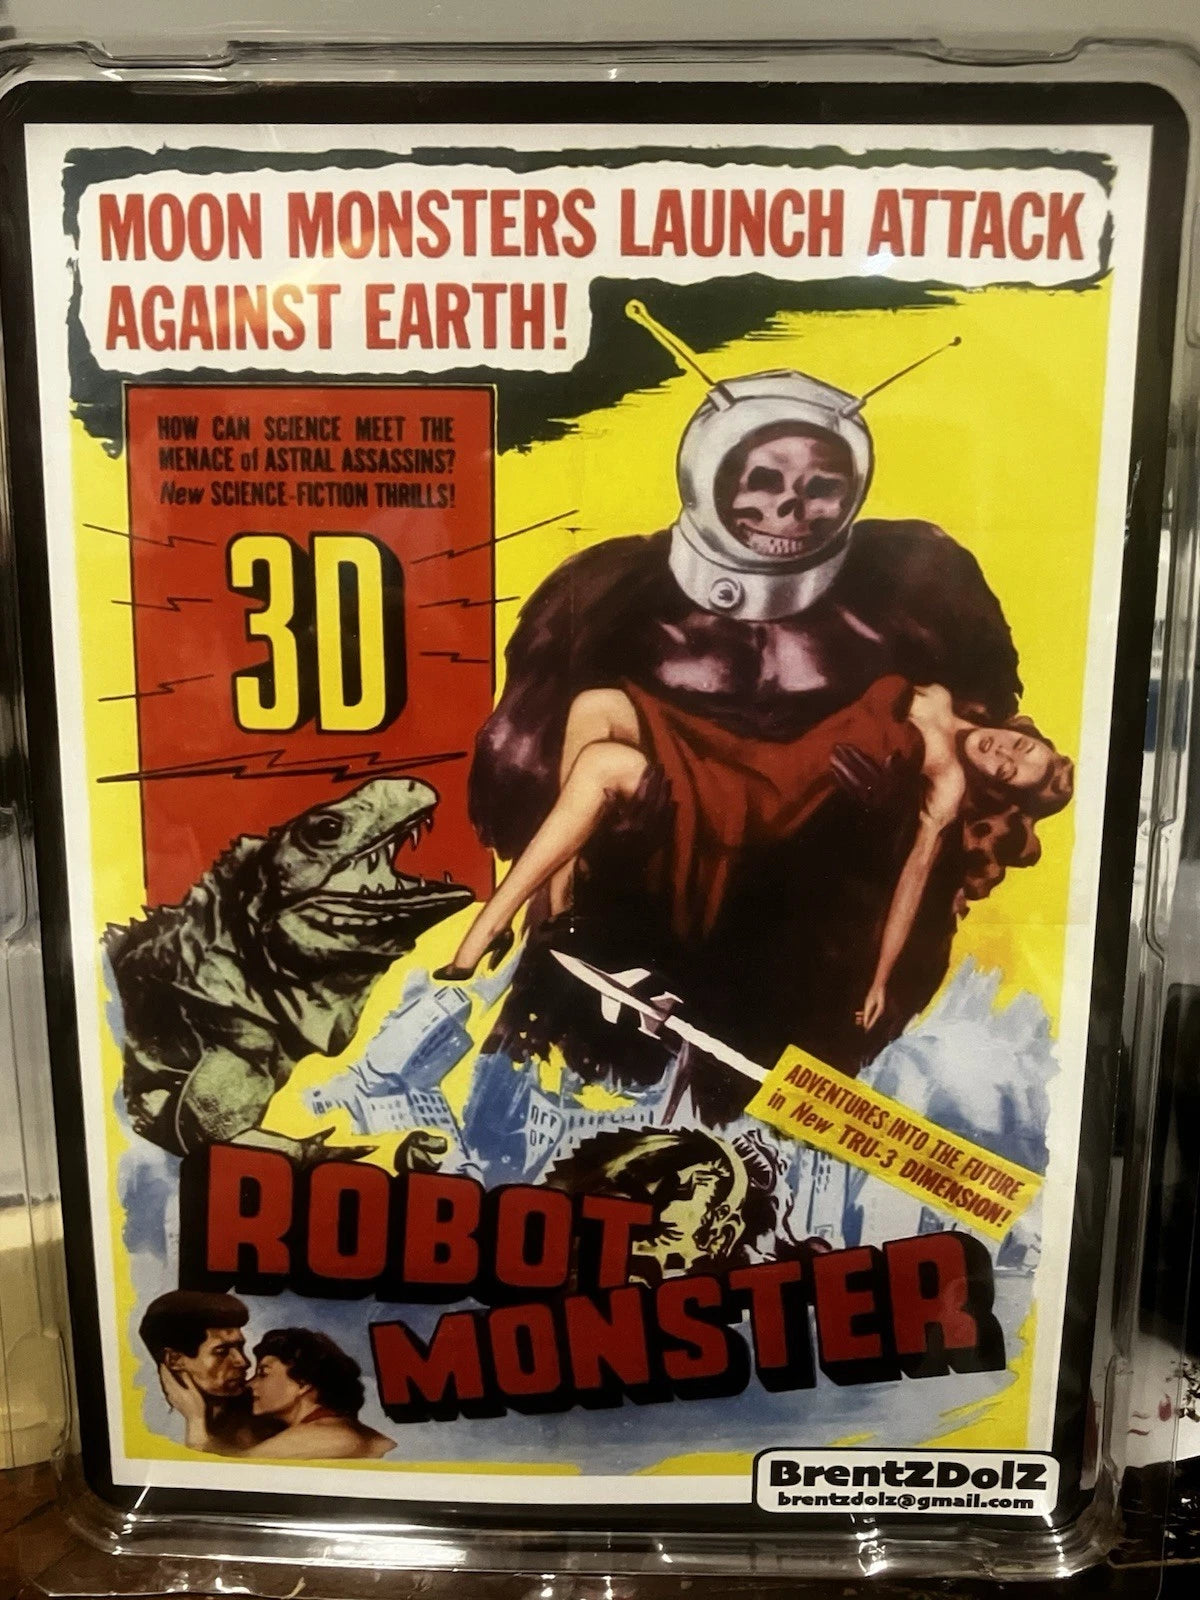 MOON MONSTERS LAUNCH ATTACK
AGAINST EARTH!
HOW CAN SCIENCE MEET THE
MENACE of ASTRAL ASSASSINS?
New SCIENCE-FICTION THRILLS!
3D
ADVENTURES INTO THE FUTURE
in New TRU-3 DIMENSION!
ROBOT
MONSTER
BrentZDolZ
brentzdolz@gmail.com